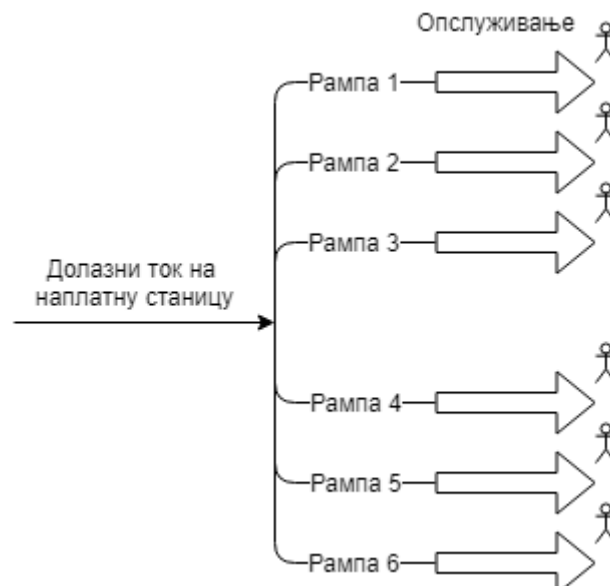 Опслуживање
Рампа 1
Рампа 2
Рампа 3
Долазни ток на
наплатну станицу
Рампа 4
Рампа 5
Рампа 6